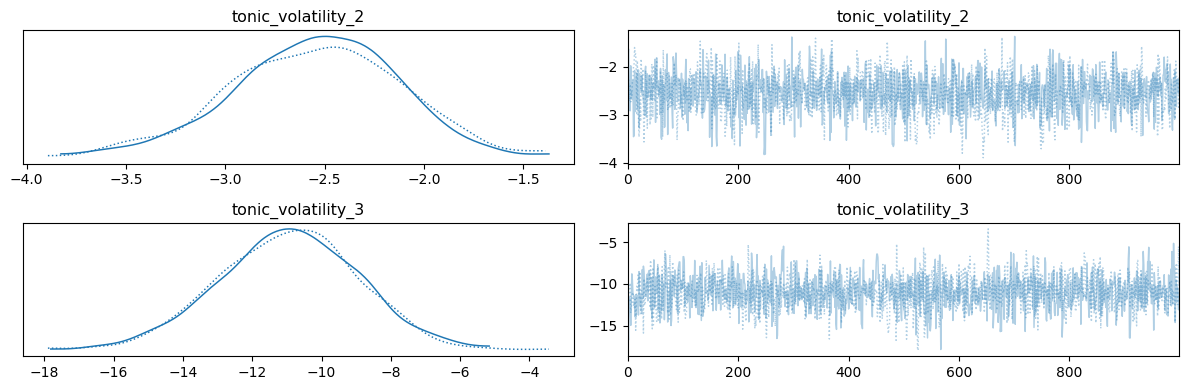 tonic_volatility_2
−4.0 −3.5 −3.0 −2.5 −2.0 −1.5
tonic_volatility_2
−2
−3
−4
0 200 400 600 800
tonic_volatility_3
−18 −16 −14 −12 −10 −8 −6 −4
tonic_volatility_3
−5
−10
−15
0 200 400 600 800